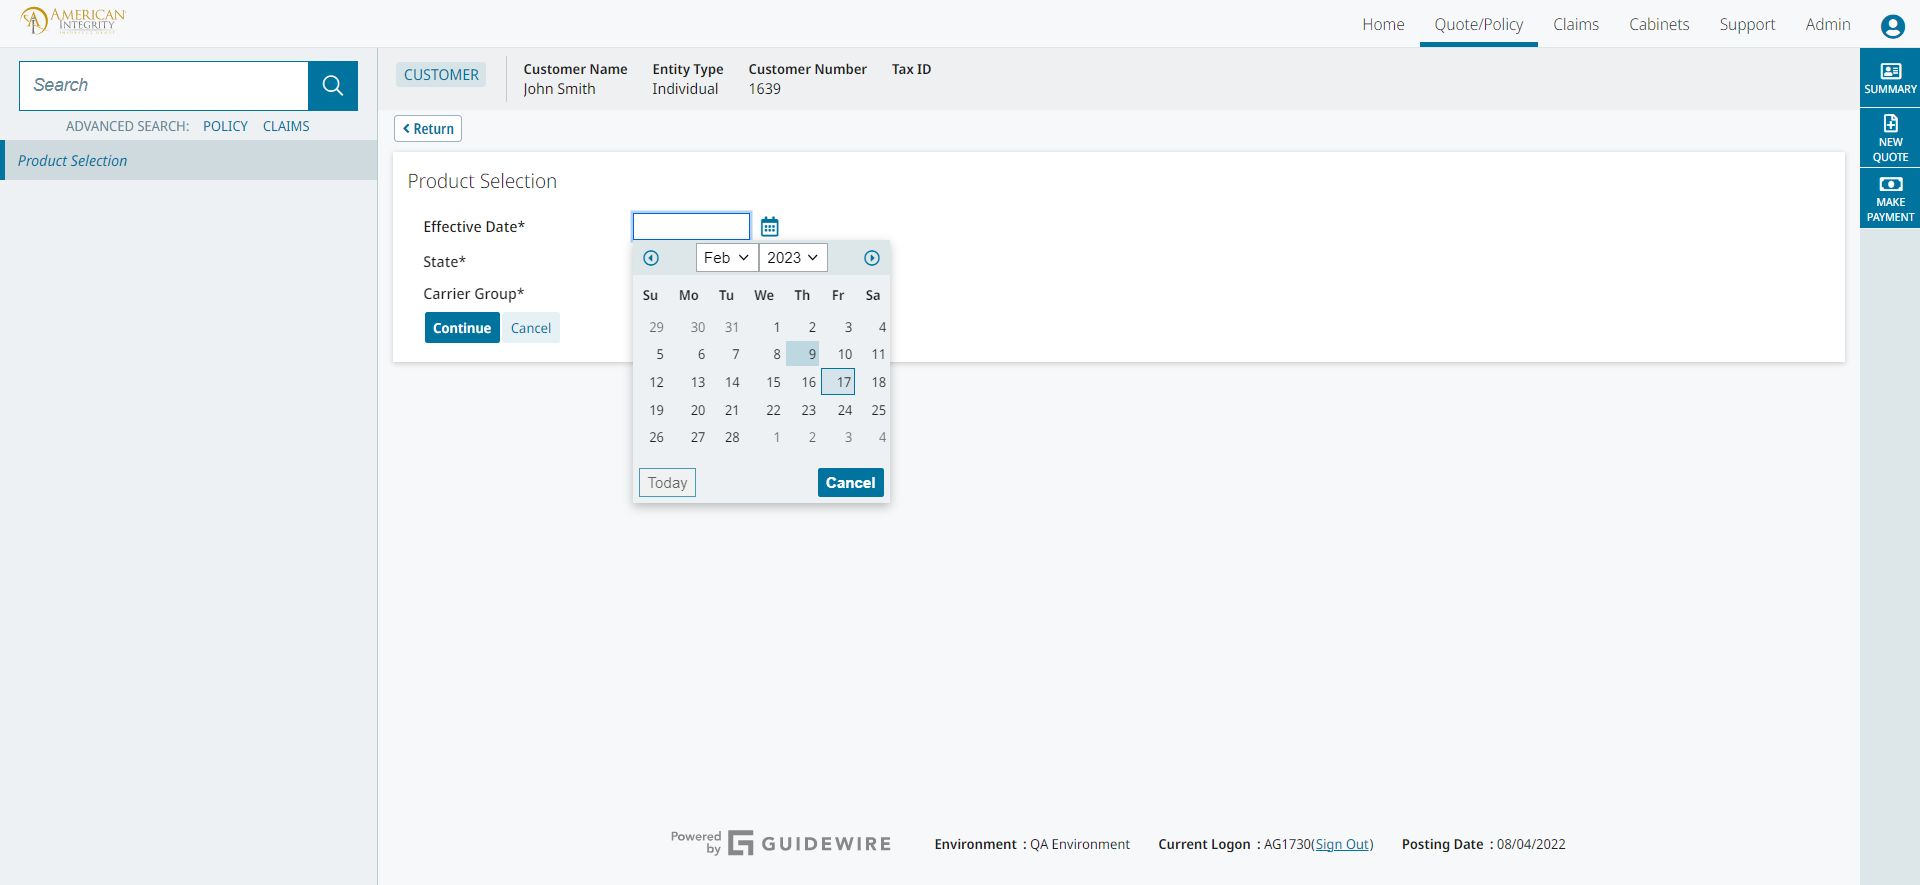 AMERICAN
INTEGRITY
INSURANCE GROUP
Home Quote/Policy Claims Cabinets Support Admin
Search
ADVANCED SEARCH: POLICY CLAIMS
Product Selection
CUSTOMER
Customer Name Entity Type Customer Number Tax ID
John Smith Individual 1639
Return
Product Selection
Effective Date*
State*
Carrier Group*
Continue Cancel
Feb 2023
Su Mo Tu We Th Fr Sa
29 30 31 1 2 3 4
5 6 7 8 9 10 11
12 13 14 15 16 17 18
19 20 21 22 23 24 25
26 27 28 1 2 3 4
Today Cancel
SUMMARY
NEW
QUOTE
MAKE
PAYMENT
Powered
by
GUIDEWIRE
Environment : QA Environment Current Logon : AG1730(Sign Out) Posting Date : 08/04/2022